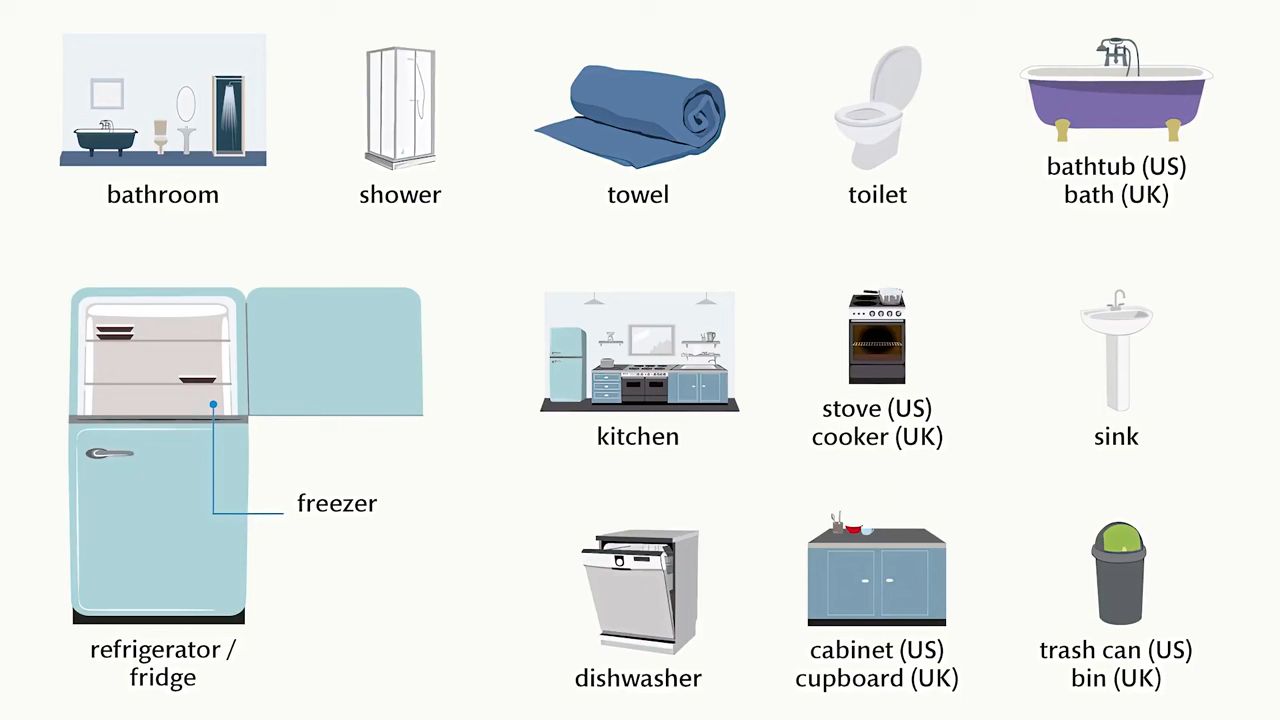 bathroom
shower
towel
toilet
bathtub (US)
bath (UK)
freezer
refrigerator /
fridge
kitchen
stove (US)
cooker (UK)
sink
dishwasher
cabinet (US)
cupboard (UK)
trash can (US)
bin (UK)